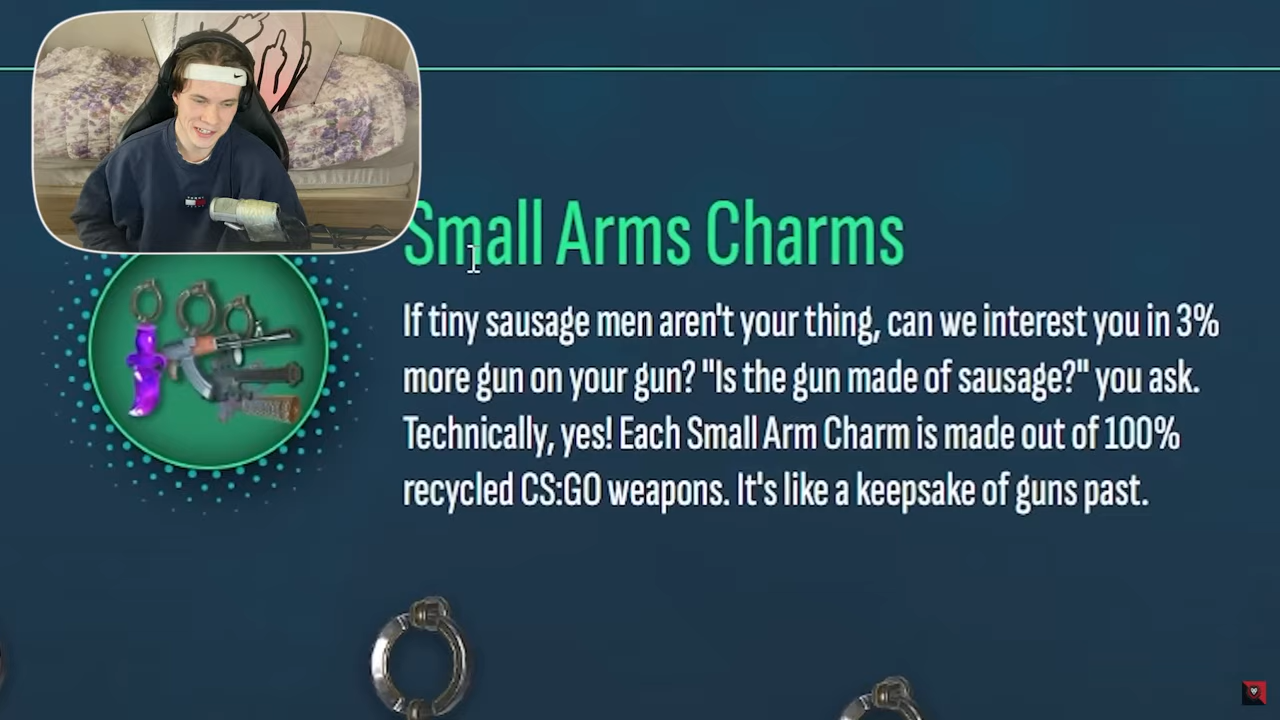 Small Arms Charms
If tiny sausage men aren't your thing, can we interest you in 3%
more gun on your gun? "Is the gun made of sausage?" you ask.
Technically, yes! Each Small Arm Charm is made out of 100%
recycled CS:GO weapons. It's like a keepsake of guns past.